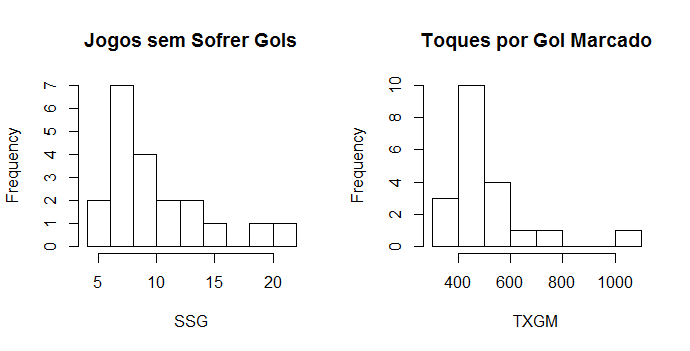 Jogos sem Sofrer Gols
Frequency
0 1 2 3 4 5 6 7
5 10 15 20
SSG
Toques por Gol Marcado
Frequency
0 2 4 6 8 10
400 600 800 1000
TXGM